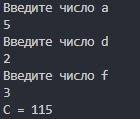 Введите число a
5
Введите число d
2
Введите число f
3
C = 115